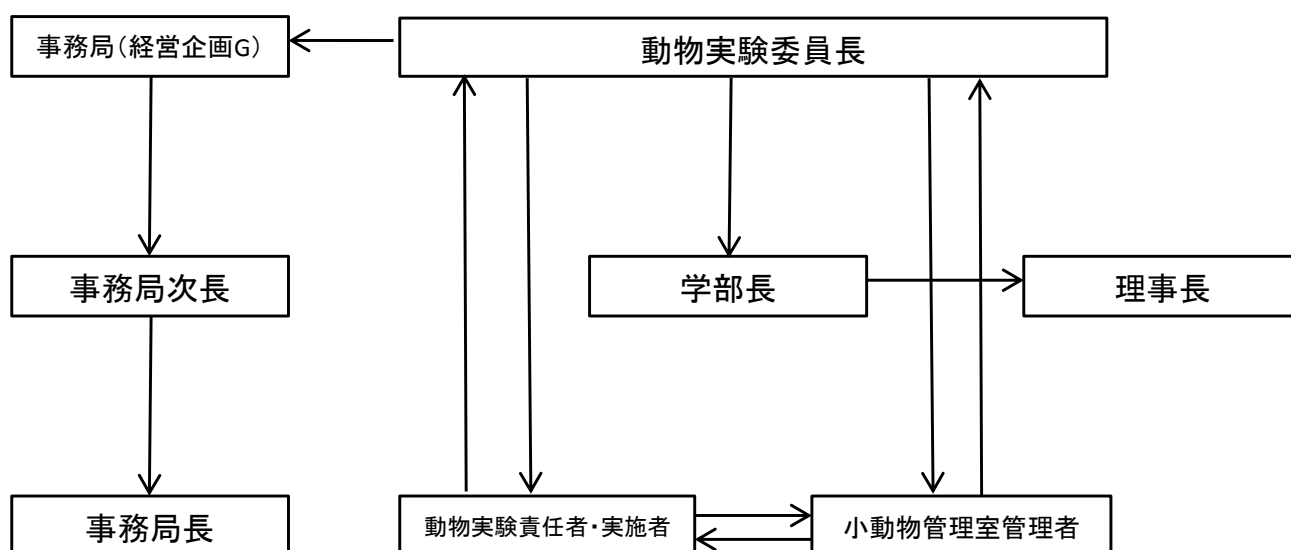 事務局（経営企画G）
動物実験委員長
事務局次長
学部長
理事長
事務局長
動物実験責任者・実施者
小動物管理室管理者